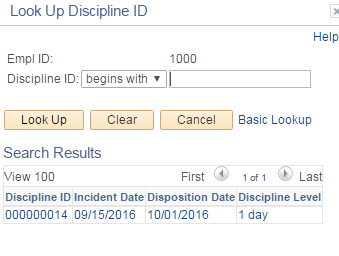 Look Up Discipline ID
Help
Empl ID: 1000
Discipline ID: begins with
Look Up Clear Cancel Basic Lookup
Search Results
View 100 First 1 of 1 Last
Discipline ID Incident Date Disposition Date Discipline Level
000000014 09/15/2016 10/01/2016 1 day